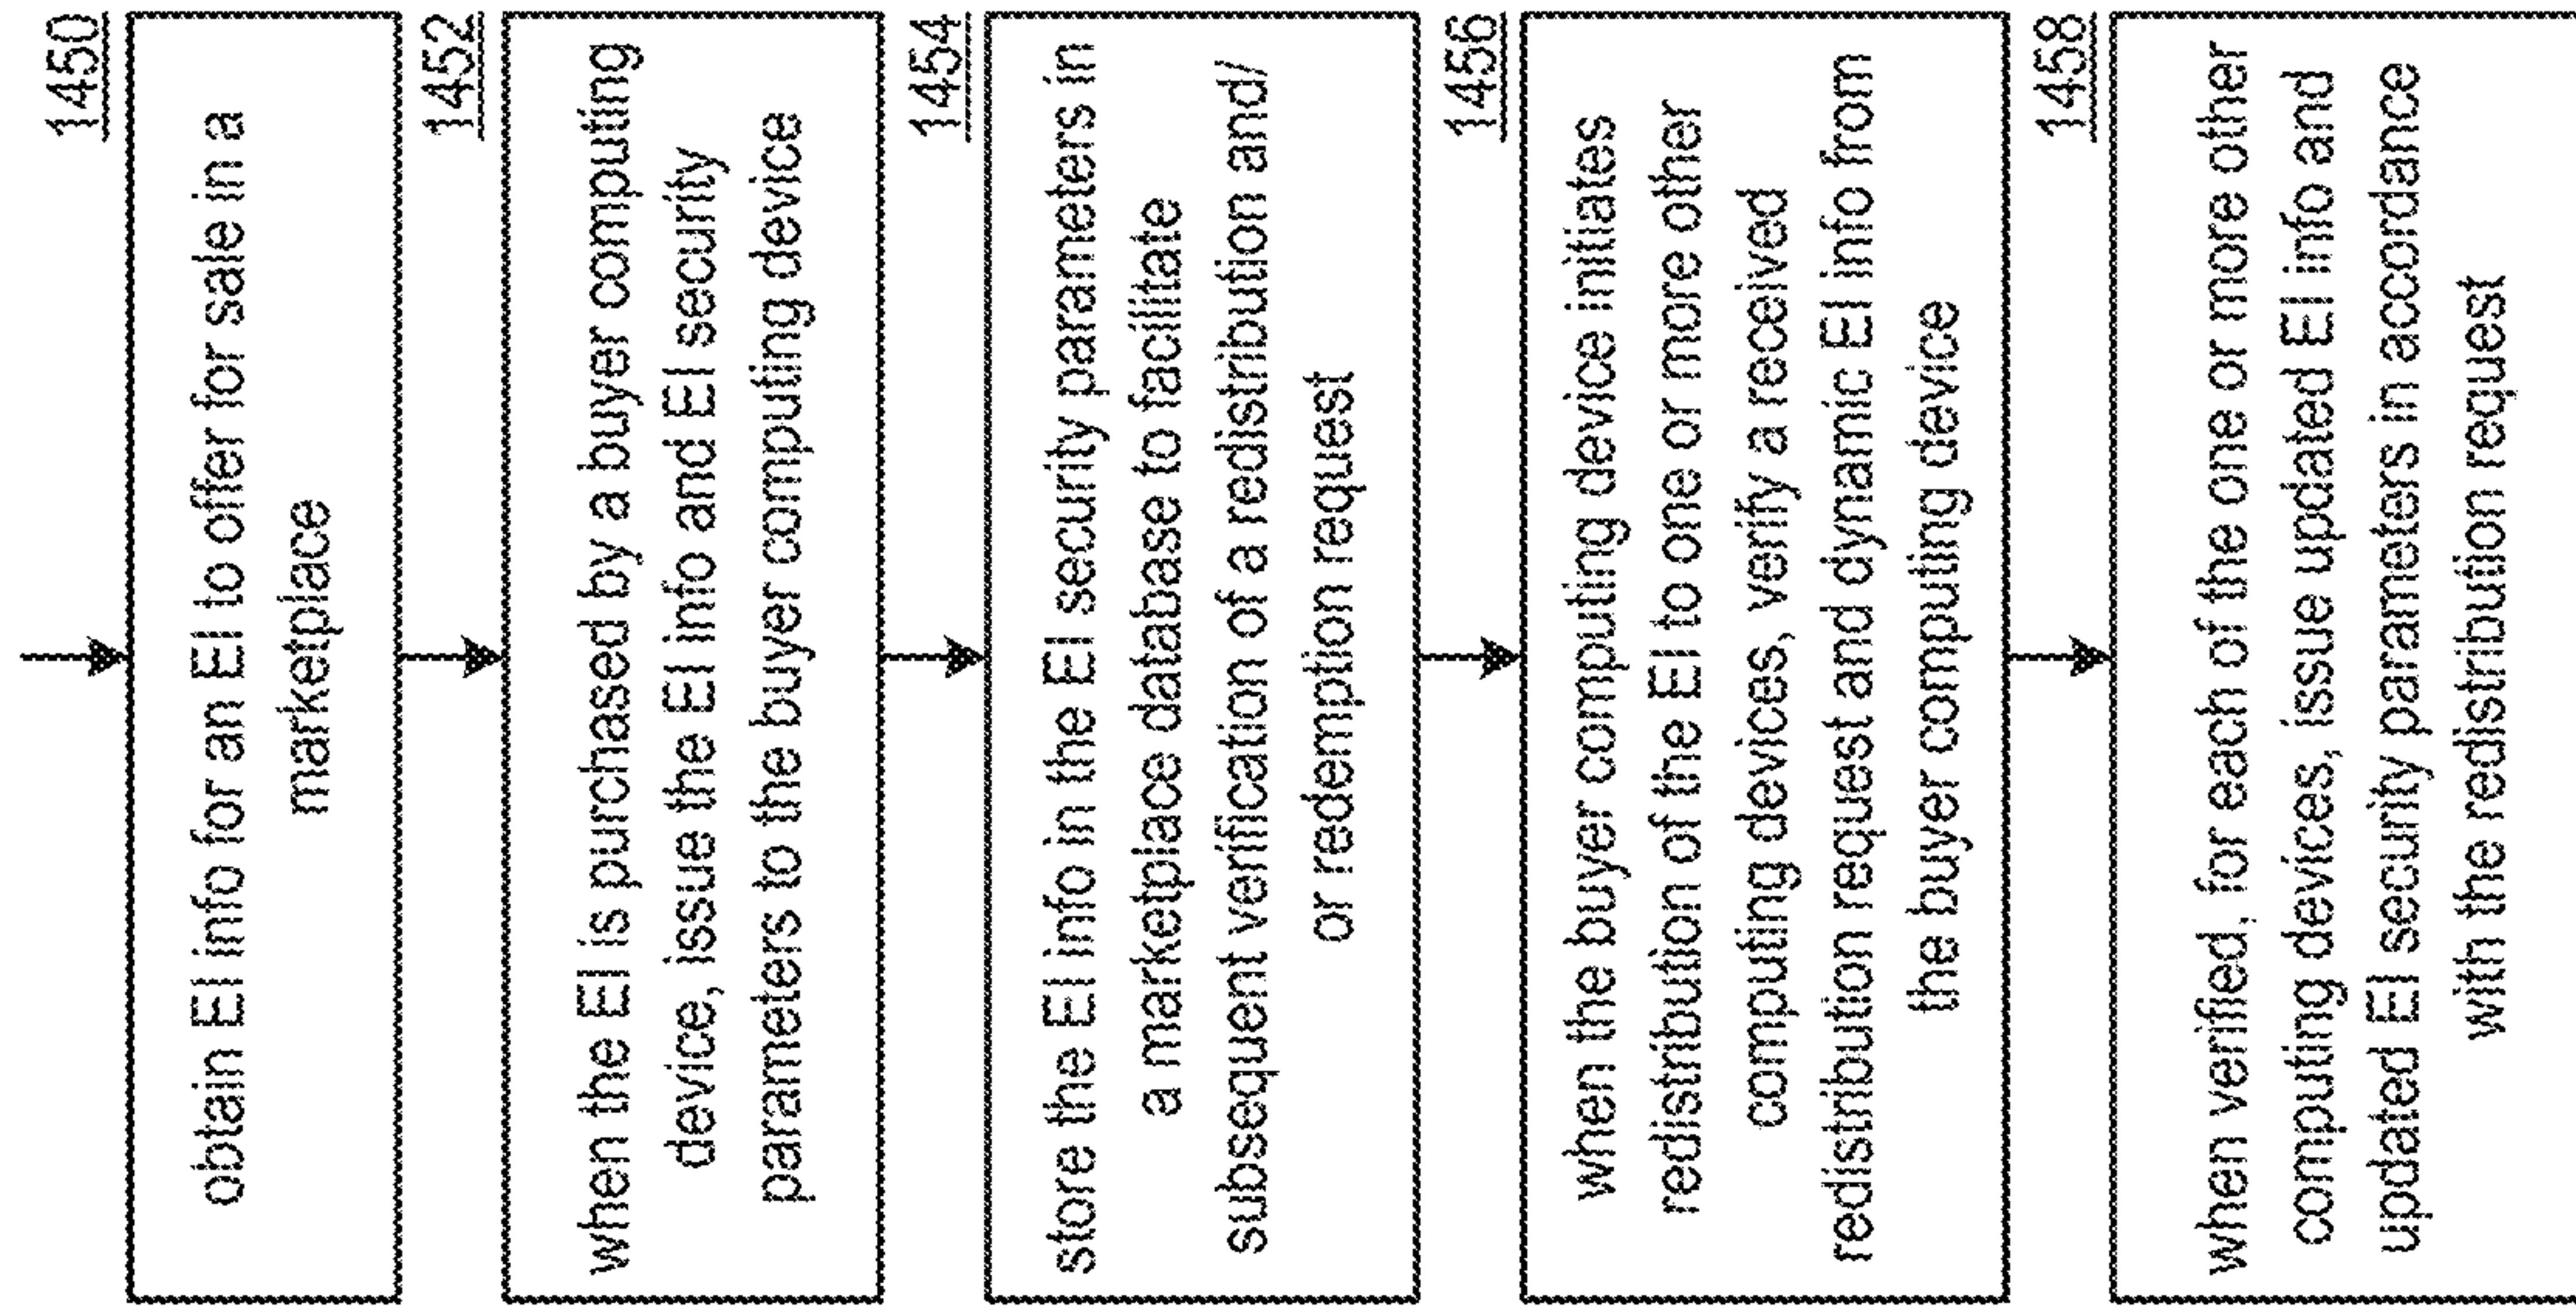 1450
obtain EI info for an EI to offer for sale in a
marketplace
1452
when the EI is purchased by a buyer computing
device, issue the EI info and EI security
parameters to the buyer computing device
1454
store the EI info in the EI security parameters in
a marketplace database to facilitate
subsequent verification of a redistribution and/
or redemption request
1456
when the buyer computing device initiates
redistribution of the EI to one or more other
computing devices, verify a received
redistribution request and dynamic EI info from
the buyer computing device
1458
when verified, for each of the one or more other
computing devices, issue updated EI info and
updated EI security parameters in accordance
with the redistribution request